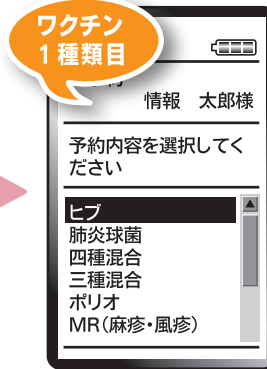 ワクチン
1種類目
情報 太郎様
予約内容を選択してく
ださい
ヒブ
肺炎球菌
四種混合
三種混合
ポリオ
MR(麻疹・風疹)